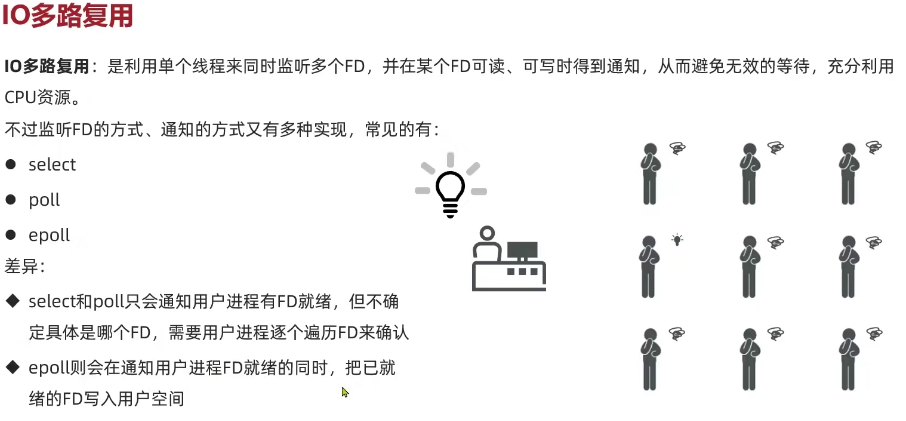 IO多路复用
IO多路复用：是利用单个线程来同时监听多个FD，并在某个FD可读、可写时得到通知，从而避免无效的等待，充分利用
CPU资源。
不过监听FD的方式、通知的方式又有多种实现，常见的有：
● select
● poll
● epoll
差异：
◆ select和poll只会通知用户进程有FD就绪，但不确
定具体是哪个FD，需要用户进程逐个遍历FD来确认
◆ epoll则会在通知用户进程FD就绪的同时，把已就
绪的FD写入用户空间